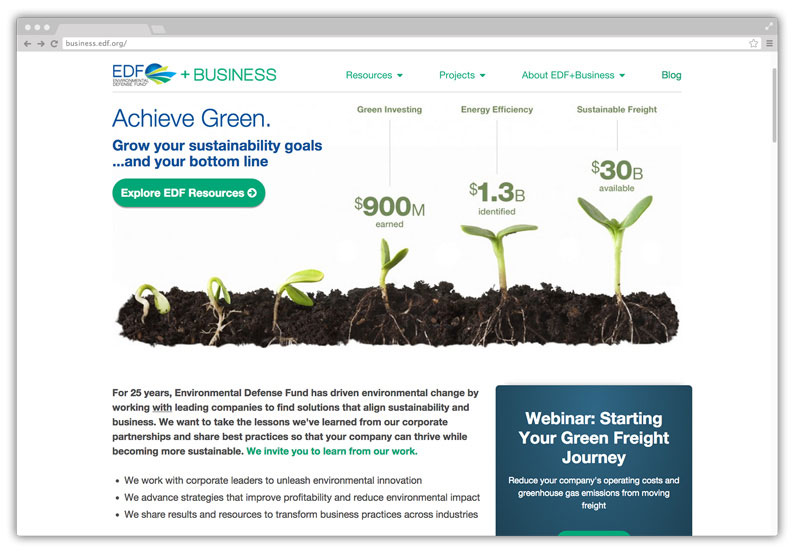 business.edf.org/
EDF
ENVIRONMENTAL
DEFENSE FUND®
+ BUSINESS
Resources
Projects
About EDF+Business
Blog
Achieve Green.
Grow your sustainability goals
...and your bottom line
Explore EDF Resources
Green Investing
$900M
earned
Energy Efficiency
$1.3B
identified
Sustainable Freight
$30B
available
For 25 years, Environmental Defense Fund has driven environmental change by
working with leading companies to find solutions that align sustainability and
business. We want to take the lessons we've learned from our corporate
partnerships and share best practices so that your company can thrive while
becoming more sustainable. We invite you to learn from our work.
• We work with corporate leaders to unleash environmental innovation
• We advance strategies that improve profitability and reduce environmental impact
• We share results and resources to transform business practices across industries
Webinar: Starting
Your Green Freight
Journey
Reduce your company's operating costs and
greenhouse gas emissions from moving
freight